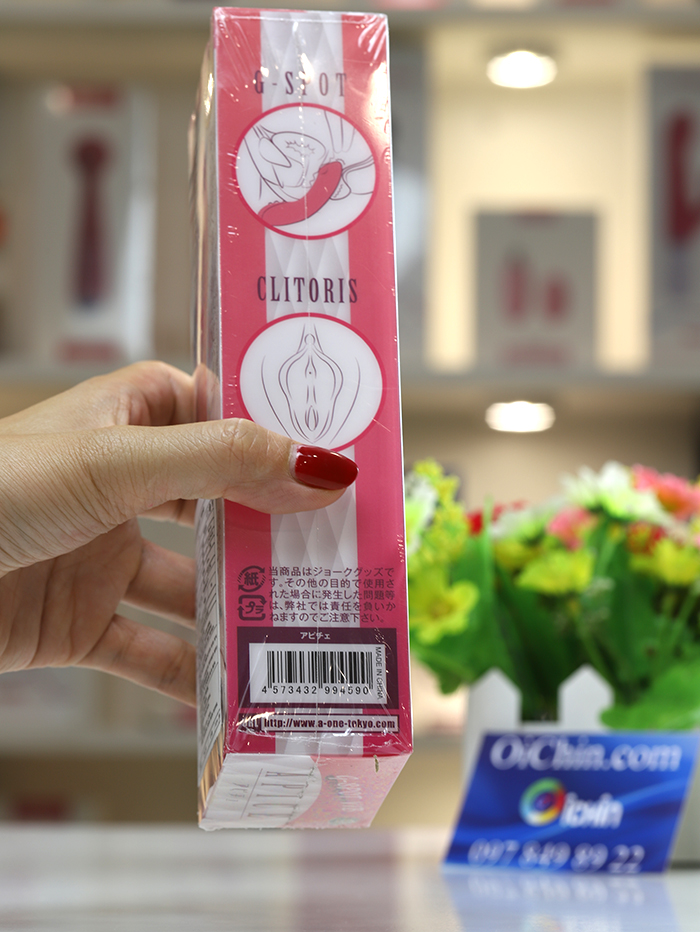 G-SPOT
CLITORIS
紙
プラ
当商品はジョークグッズで
す。その他の目的で使用さ
れた場合に発生した問題等
は、弊社では責任を負いか
ねますのでご注意下さい。
アピチェ
4 573432 994590
MADE IN CHINA
http://www.a-one-tokyo.com
OiChin.com
097 849 89 22